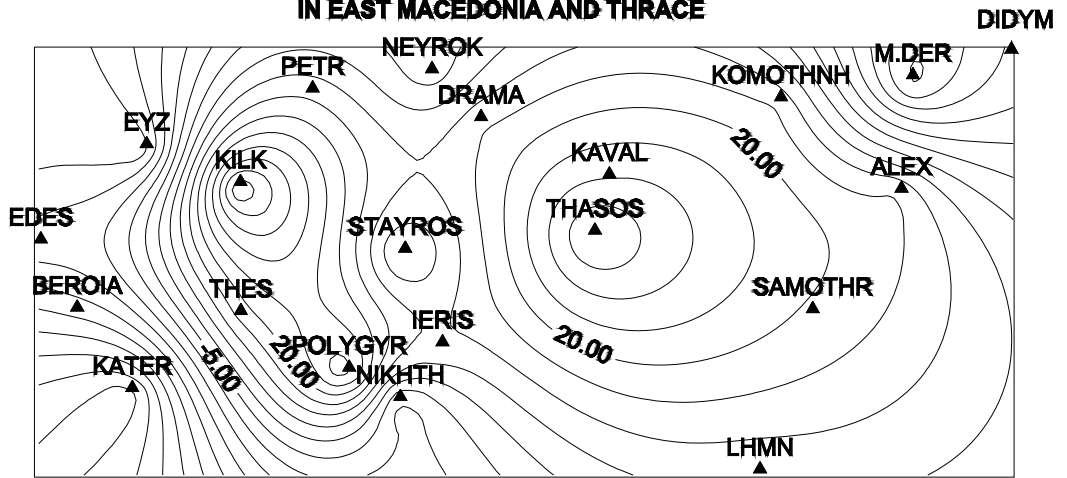 IN EAST MACEDONIA AND THRACE
DIDYM
NEYROK
M.DER
PETR
KOMOTHNH
DRAMA
EYZ
20.00
KAVAL
KILK
ALEX
THASOS
EDES
STAYROS
BEROIA
THES
SAMOTHR
IERIS
20.00
POLYGYR
-5.00
20.00
KATER
NIKHTH
LHMN